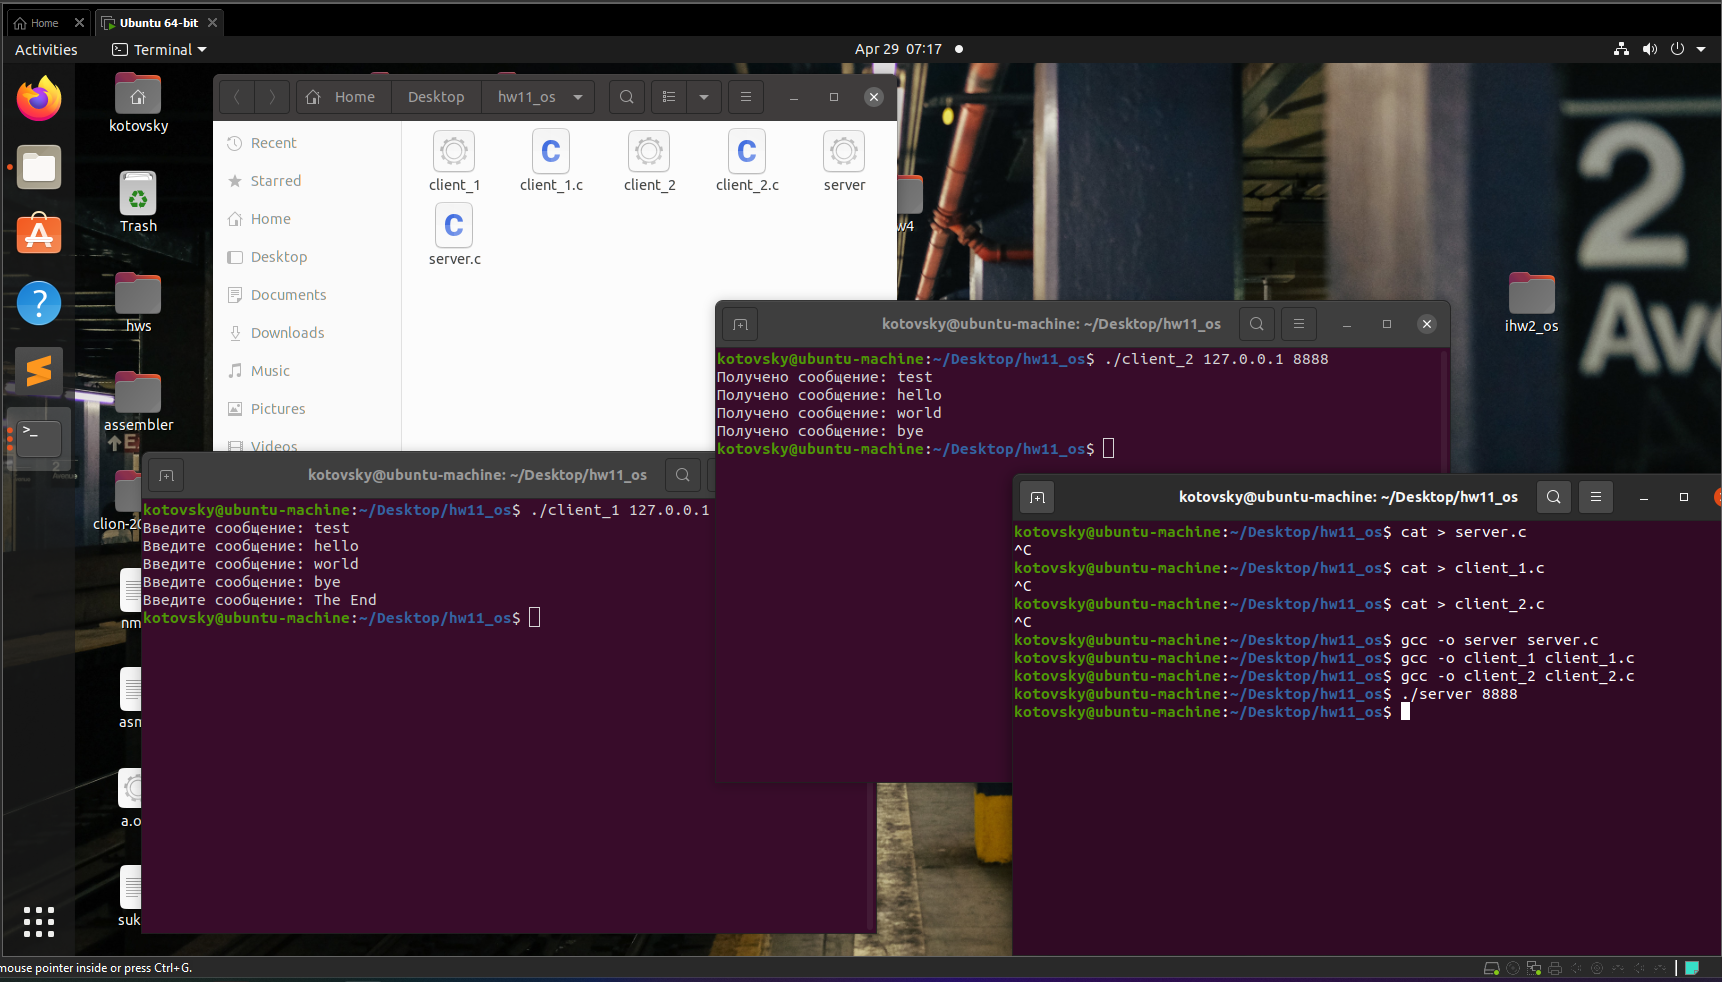 Home
Ubuntu 64-bit
Activities
Terminal
Apr 29 07:17
kotovsky
Trash
hws
assembler
clion-20
nm
asm
a.o
suk
Home
Desktop
hw11_os
Recent
Starred
Home
Desktop
Documents
Downloads
Music
Pictures
Videos
client_1
client_1.c
client_2
client_2.c
server
server.c
w4
2
Av
ihw2_os
kotovsky@ubuntu-machine: ~/Desktop/hw11_os
kotovsky@ubuntu-machine:~/Desktop/hw11_os$ ./client_2 127.0.0.1 8888
Получено сообщение: test
Получено сообщение: hello
Получено сообщение: world
Получено сообщение: bye
kotovsky@ubuntu-machine:~/Desktop/hw11_os$
kotovsky@ubuntu-machine: ~/Desktop/hw11_os
kotovsky@ubuntu-machine:~/Desktop/hw11_os$ ./client_1 127.0.0.1
Введите сообщение: test
Введите сообщение: hello
Введите сообщение: world
Введите сообщение: bye
Введите сообщение: The End
kotovsky@ubuntu-machine:~/Desktop/hw11_os$
kotovsky@ubuntu-machine: ~/Desktop/hw11_os
kotovsky@ubuntu-machine:~/Desktop/hw11_os$ cat > server.c
^C
kotovsky@ubuntu-machine:~/Desktop/hw11_os$ cat > client_1.c
^C
kotovsky@ubuntu-machine:~/Desktop/hw11_os$ cat > client_2.c
^C
kotovsky@ubuntu-machine:~/Desktop/hw11_os$ gcc -o server server.c
kotovsky@ubuntu-machine:~/Desktop/hw11_os$ gcc -o client_1 client_1.c
kotovsky@ubuntu-machine:~/Desktop/hw11_os$ gcc -o client_2 client_2.c
kotovsky@ubuntu-machine:~/Desktop/hw11_os$ ./server 8888
kotovsky@ubuntu-machine:~/Desktop/hw11_os$
mouse pointer inside or press Ctrl+G.